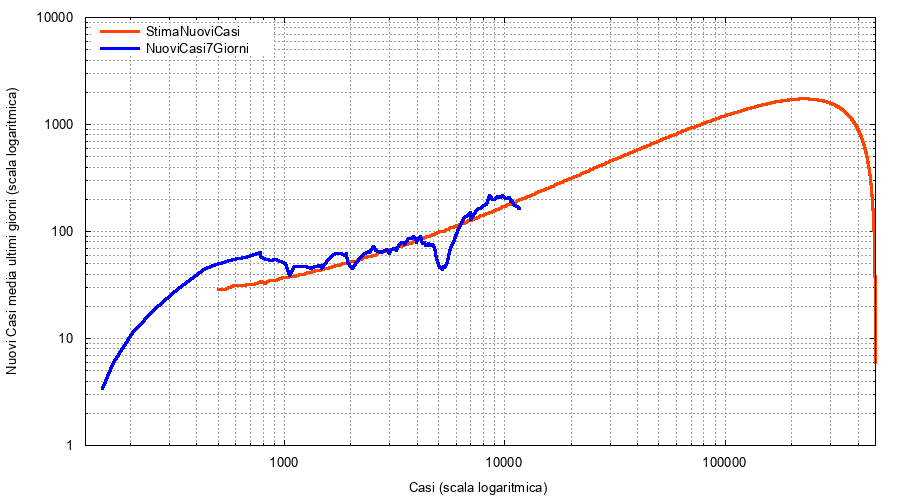 10000
1000
100
10
1
StimaNuoviCasi
NuoviCasi7Giorni
Nuovi Casi media ultimi giorni (scala logaritmica)
1000
10000
100000
Casi (scala logaritmica)